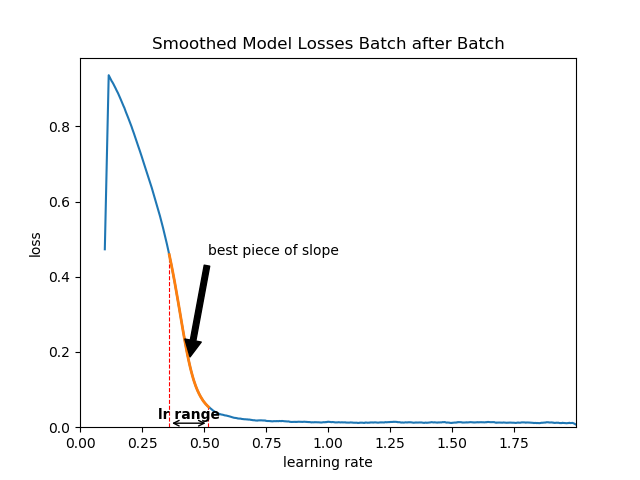 Smoothed Model Losses Batch after Batch
loss
0.8
0.6
0.4
0.2
0.0
best piece of slope
lr range
0.00 0.25 0.50 0.75 1.00 1.25 1.50 1.75
learning rate